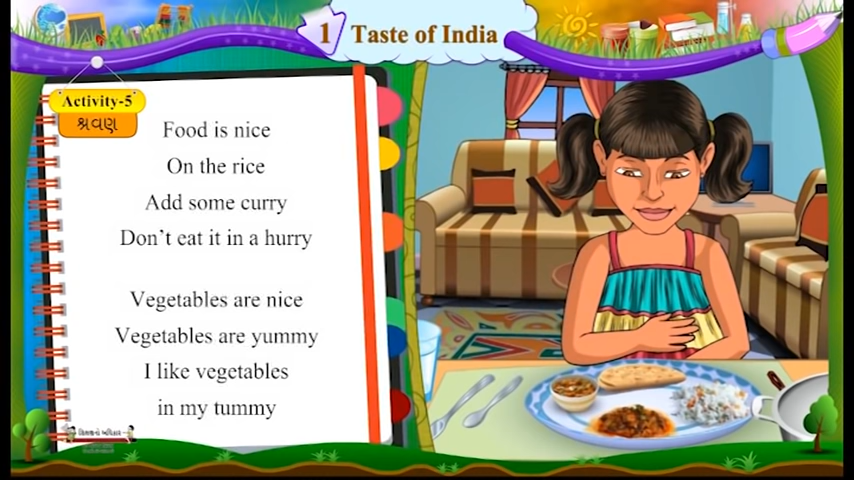 1 Taste of India
Activity-5
શ્રવણ
Food is nice
On the rice
Add some curry
Don't eat it in a hurry
Vegetables are nice
Vegetables are yummy
I like vegetables
in my tummy